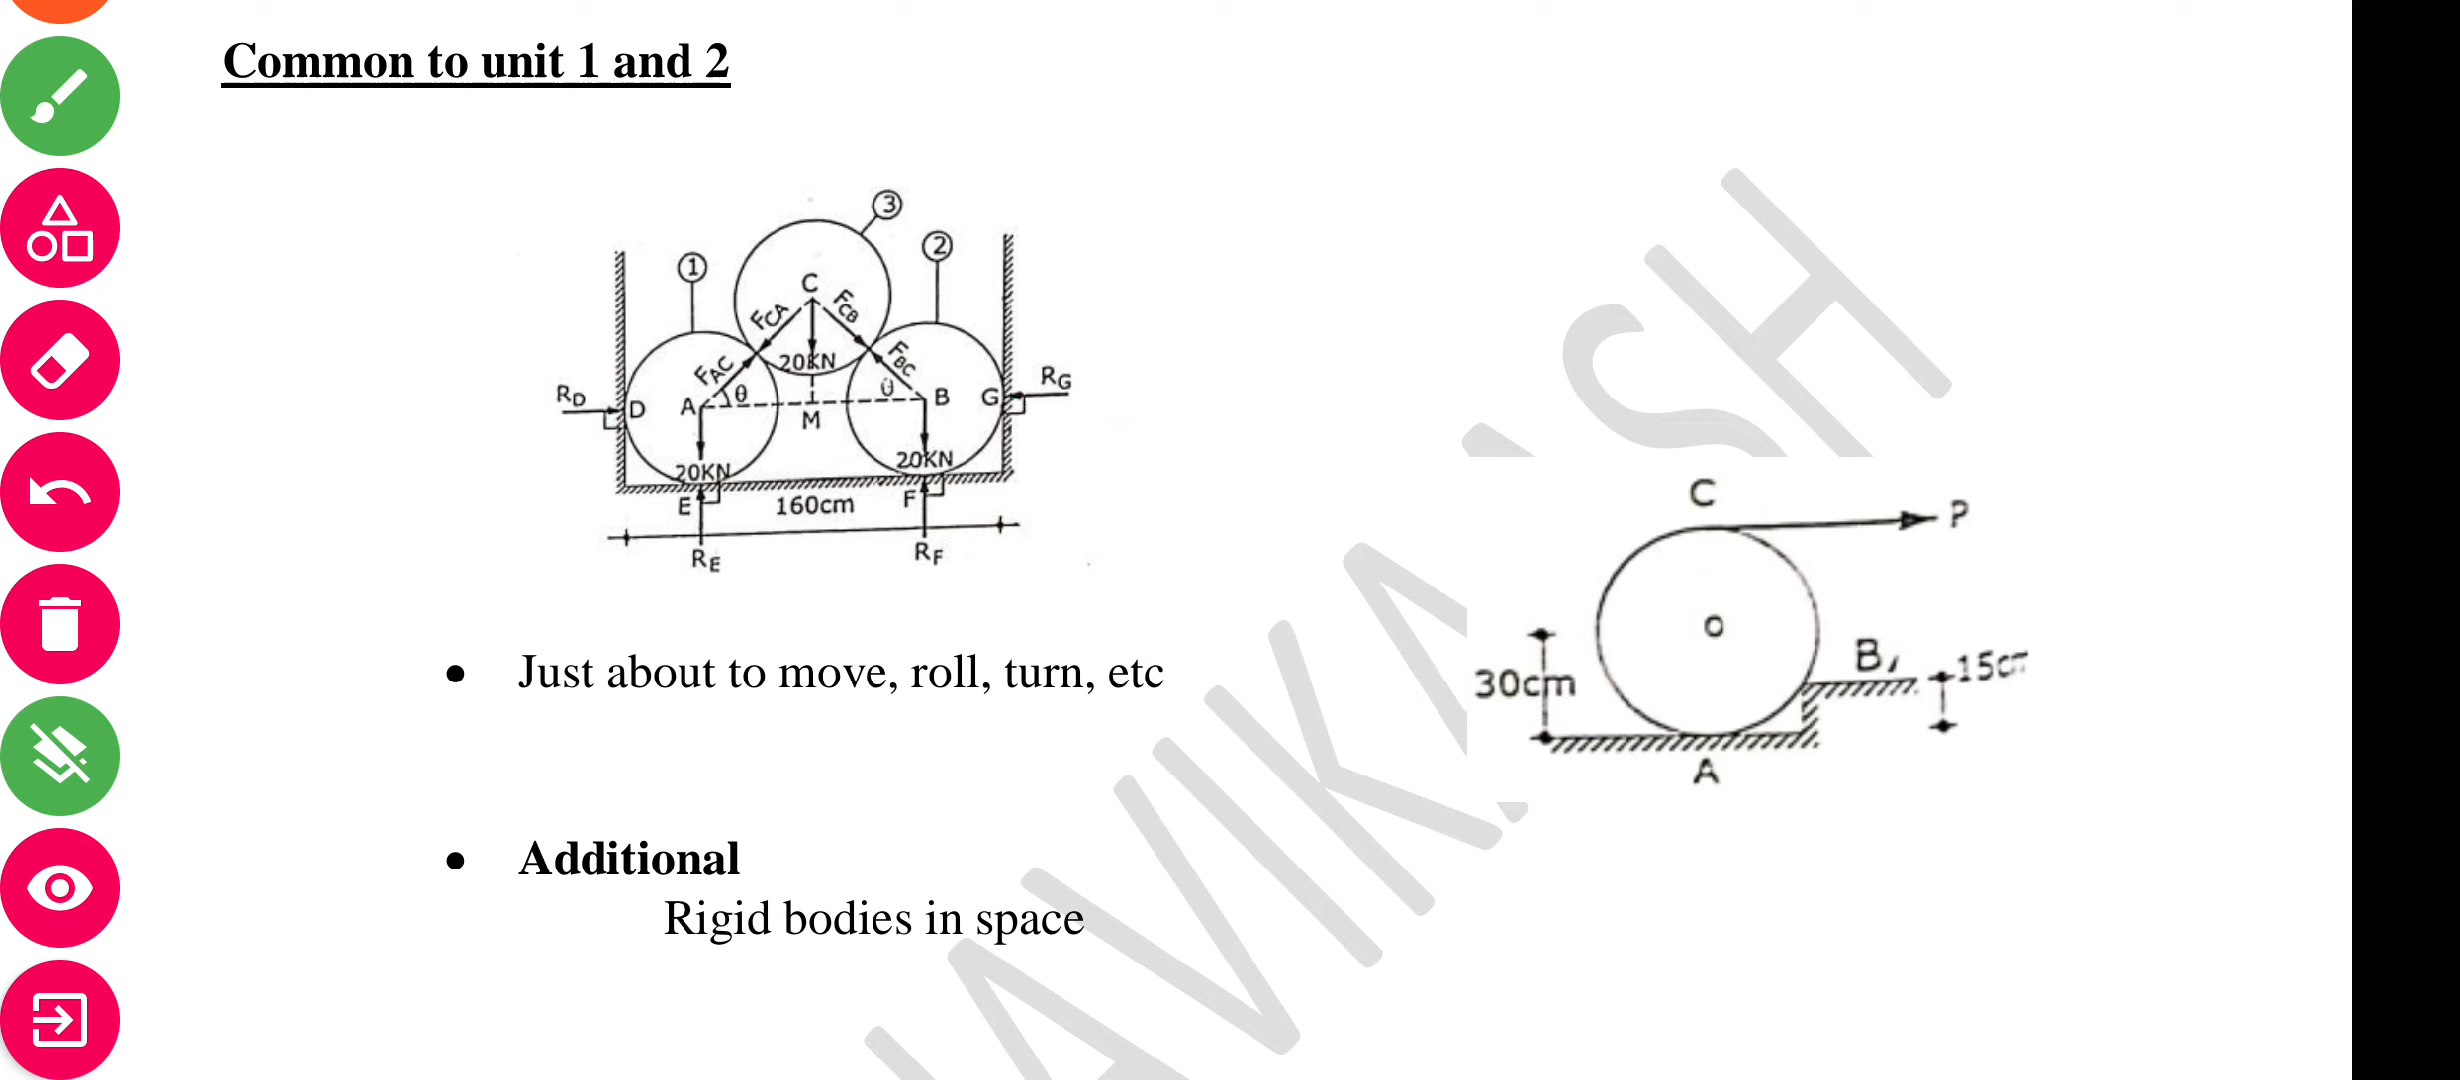 Common to unit 1 and 2
3
1
2
C
FCA
FCB
20KN
FAC
FBC
θ
θ
RD
D
A
M
B
G
RG
20KN
20KN
E
160cm
F
RE
RF
C
P
O
B
15c
30cm
A
• Just about to move, roll, turn, etc
• Additional
Rigid bodies in space